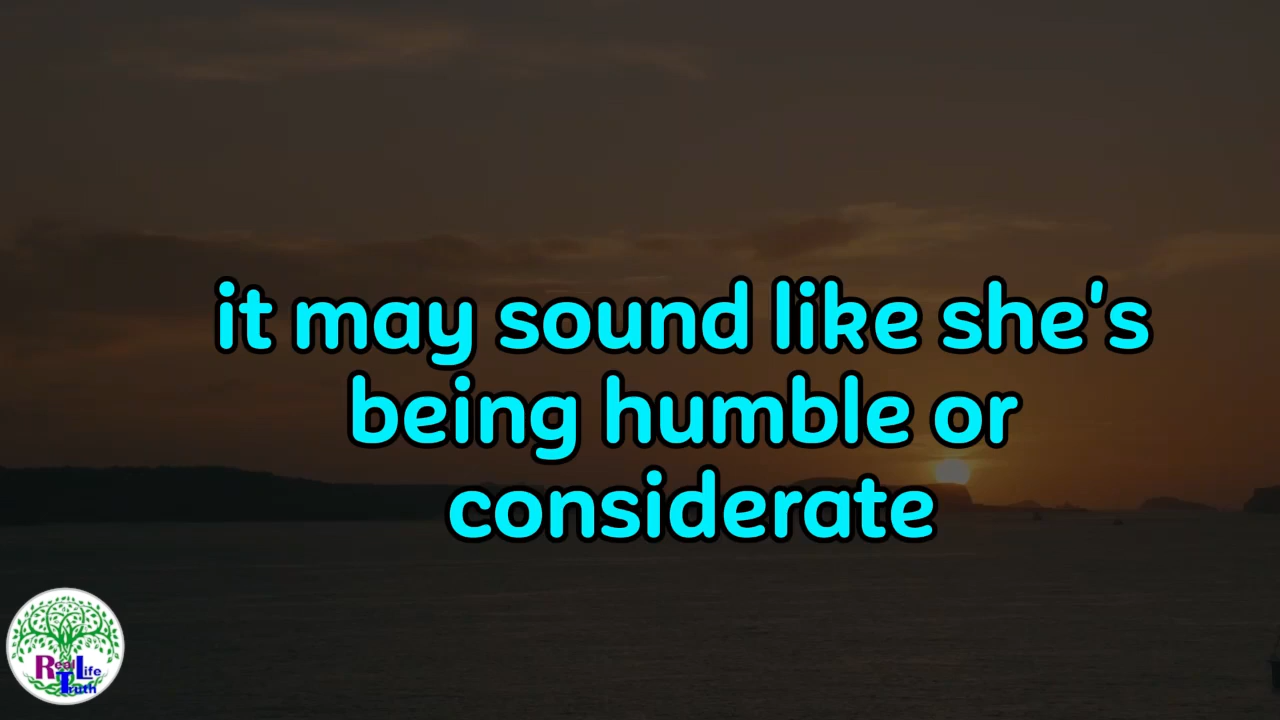 it may sound like she's
being humble or
considerate
Real Life
Truth